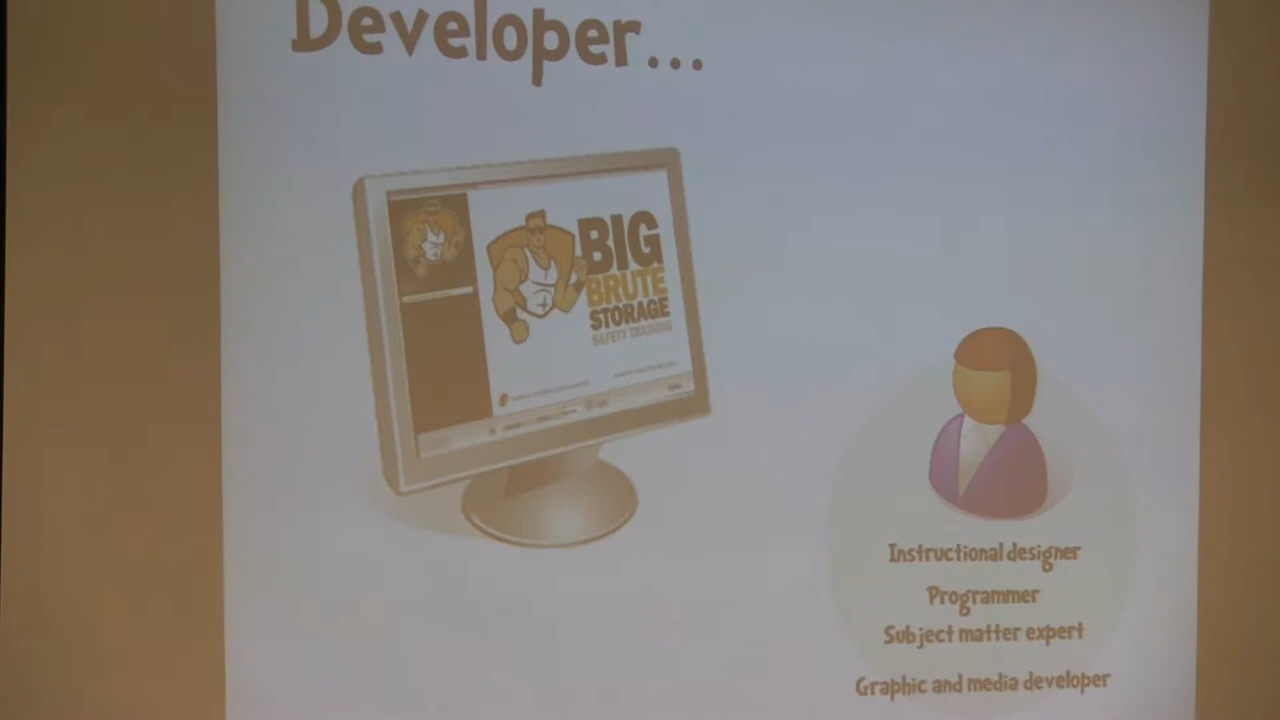 Developer...
BIG
BRUTE
STORAGE
SAFETY TRAINING
Instructional designer
Programmer
Subject matter expert
Graphic and media developer